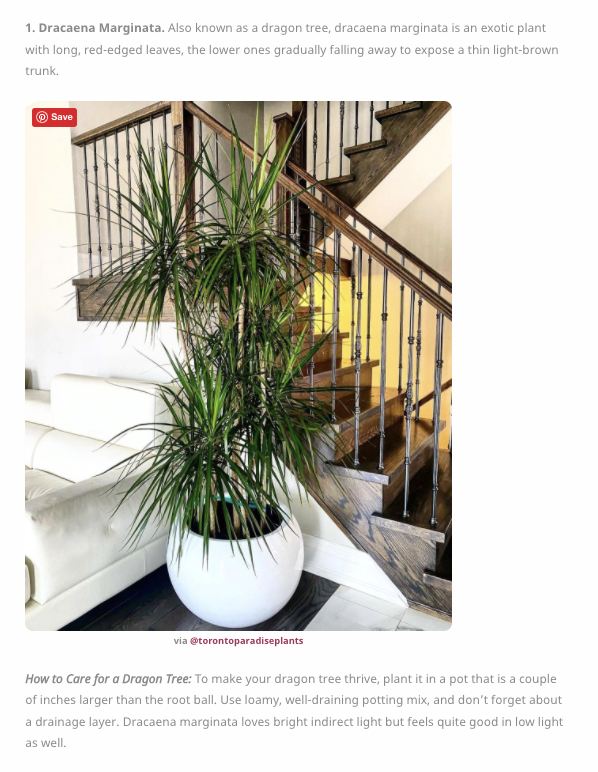 1. Dracaena Marginata. Also known as a dragon tree, dracaena marginata is an exotic plant
with long, red-edged leaves, the lower ones gradually falling away to expose a thin light-brown
trunk.
Save
via @torontoparadiseplants
How to Care for a Dragon Tree: To make your dragon tree thrive, plant it in a pot that is a couple
of inches larger than the root ball. Use loamy, well-draining potting mix, and don’t forget about
a drainage layer. Dracaena marginata loves bright indirect light but feels quite good in low light
as well.